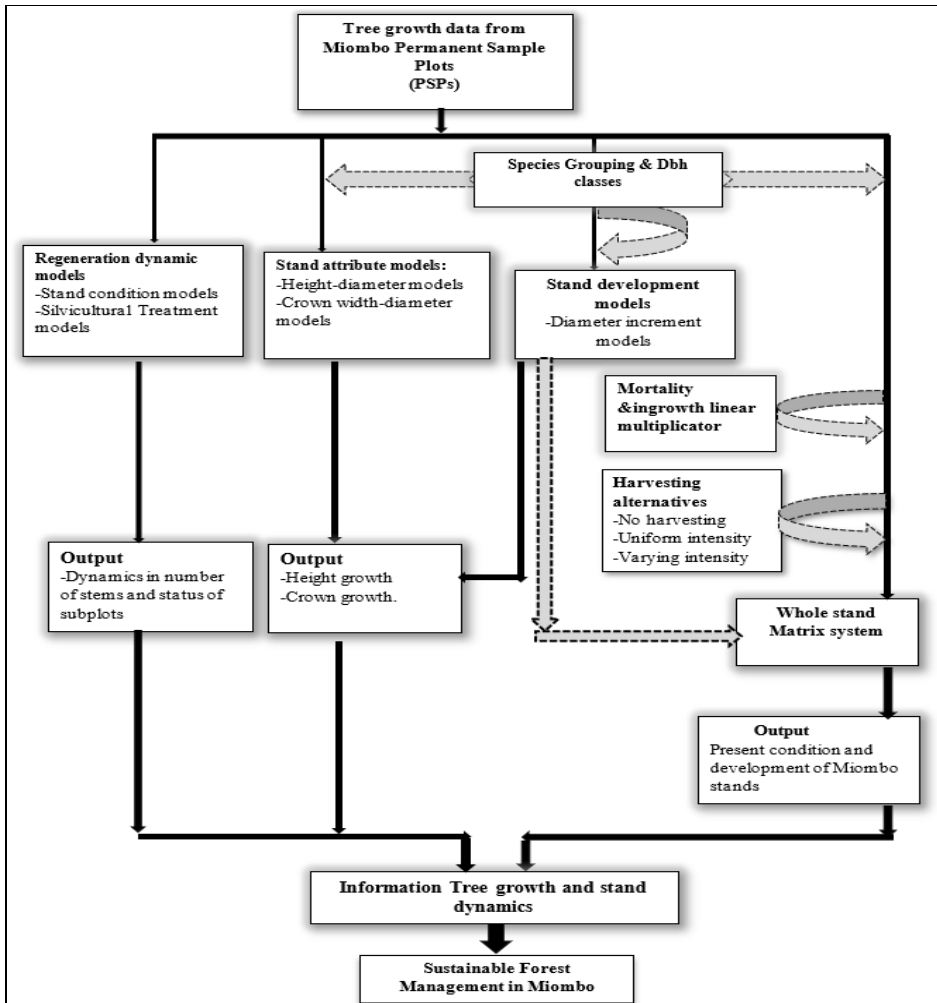 Tree growth data from
Miombo Permanent Sample
Plots
(PSPs)
Species Grouping & Dbh
classes
Regeneration dynamic
models
-Stand condition models
-Silvicultural Treatment
models
Stand attribute models:
-Height-diameter models
-Crown width-diameter
models
Stand development
models
-Diameter increment
models
Mortality
&ingrowth linear
multiplicator
Harvesting
alternatives
-No harvesting
-Uniform intensity
-Varying intensity
Output
-Dynamics in number
of stems and status of
subplots
Output
-Height growth
-Crown growth.
Whole stand
Matrix system
Output
Present condition and
development of Miombo
stands
Information Tree growth and stand
dynamics
Sustainable Forest
Management in Miombo